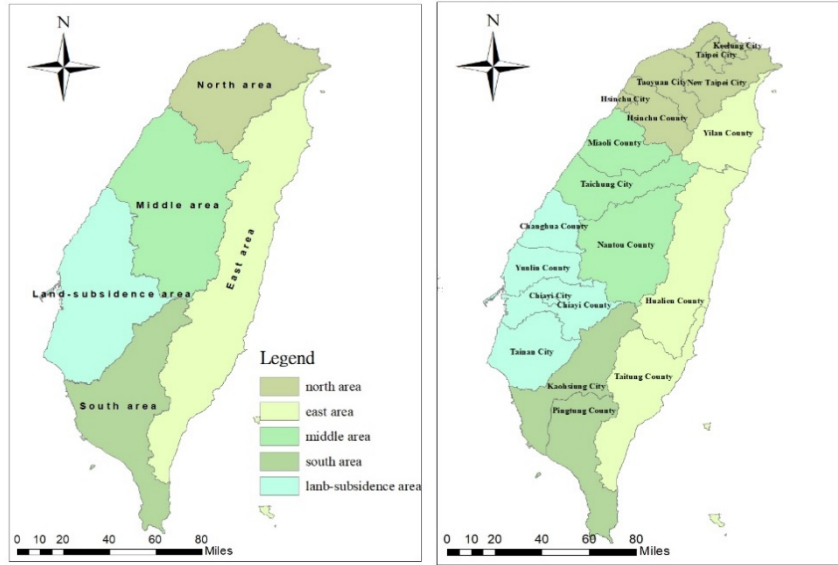 N
North area
Middle area
East area
Land-subsidence area
South area
Legend
north area
east area
middle area
south area
lanb-subsidence area
0 5 10 20 40 60 80
Miles
N
Keelung City
Taipei City
Taoyuan City
New Taipei City
Hsinchu City
Hsinchu County
Yilan County
Miaoli County
Taichung City
Changhua County
Nantou County
Yunlin County
Chiayi City
Chiayi County
Hualien County
Tainan City
Taitung County
Kaohsiung City
Pingtung County
0 5 10 20 40 60 80
Miles